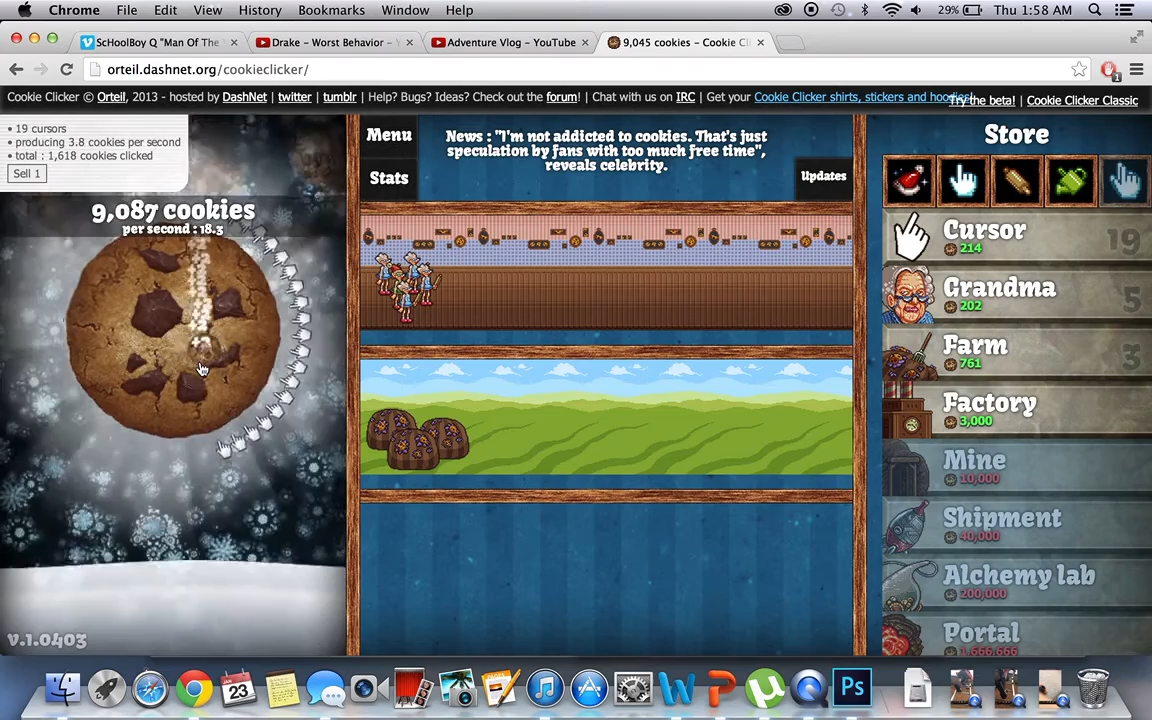 Chrome File Edit View History Bookmarks Window Help 29% Thu 1:58 AM
ScHoolBoy Q "Man Of The Drake – Worst Behavior – Adventure Vlog – YouTube 9,045 cookies – Cookie Cl
orteil.dashnet.org/cookieclicker/
Cookie Clicker © Orteil, 2013 - hosted by DashNet | twitter | tumblr | Help? Bugs? Ideas? Check out the forum! | Chat with us on IRC | Get your Cookie Clicker shirts, stickers and hoodies! Try the beta! | Cookie Clicker Classic
• 19 cursors
• producing 3.8 cookies per second
• total : 1,618 cookies clicked
Sell 1
9,087 cookies
per second : 18.3
v.1.0403
Menu
Stats
News : "I'm not addicted to cookies. That's just
speculation by fans with too much free time",
reveals celebrity.
Updates
Store
Cursor 19
214
Grandma 5
202
Farm 3
761
Factory
3,000
Mine
10,000
Shipment
40,000
Alchemy lab
200,000
Portal
1,666,666
23
W P µ Ps